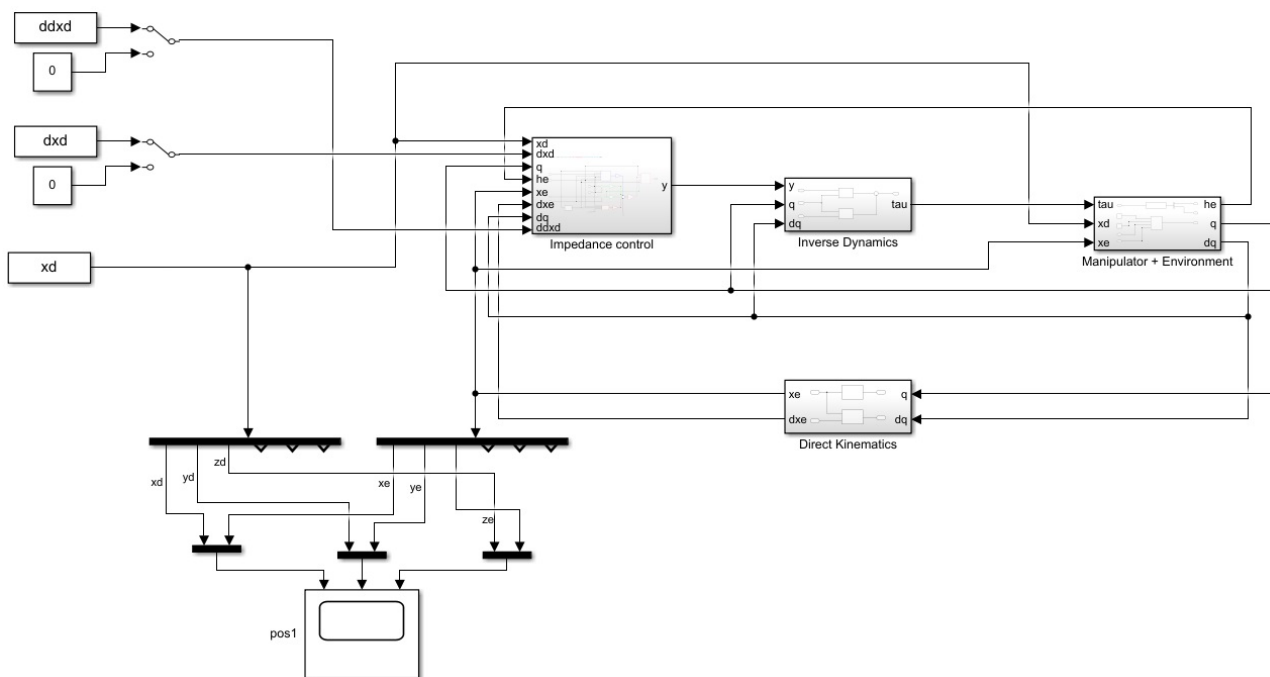 ddxd
0
dxd
0
xd
xd
dxd
q
he
xe
dxe
dq
ddxd
y
Impedance control
y
q
dq
tau
Inverse Dynamics
tau
xd
xe
he
q
dq
Manipulator + Environment
xe
dxe
q
dq
Direct Kinematics
xd
yd
zd
xe
ye
ze
pos1